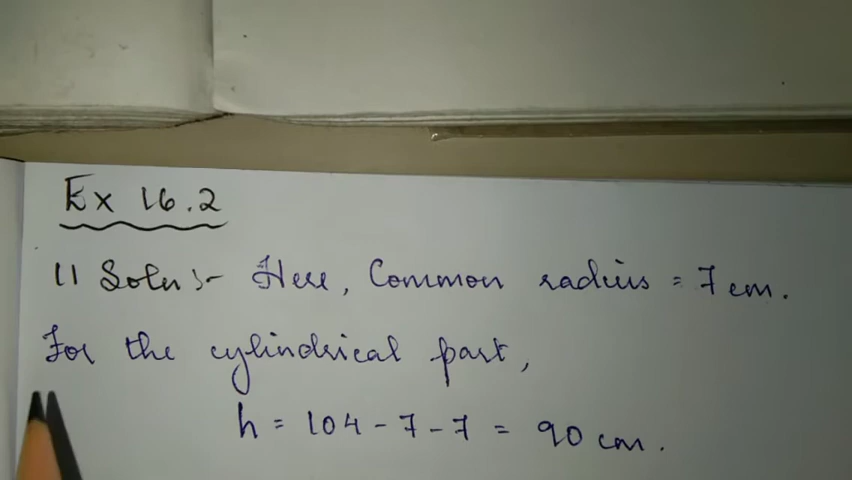 Ex 16.2
11 Soln:- Here, Common radius = 7 cm.
For the cylindrical part,
h = 104 - 7 - 7 = 90 cm.